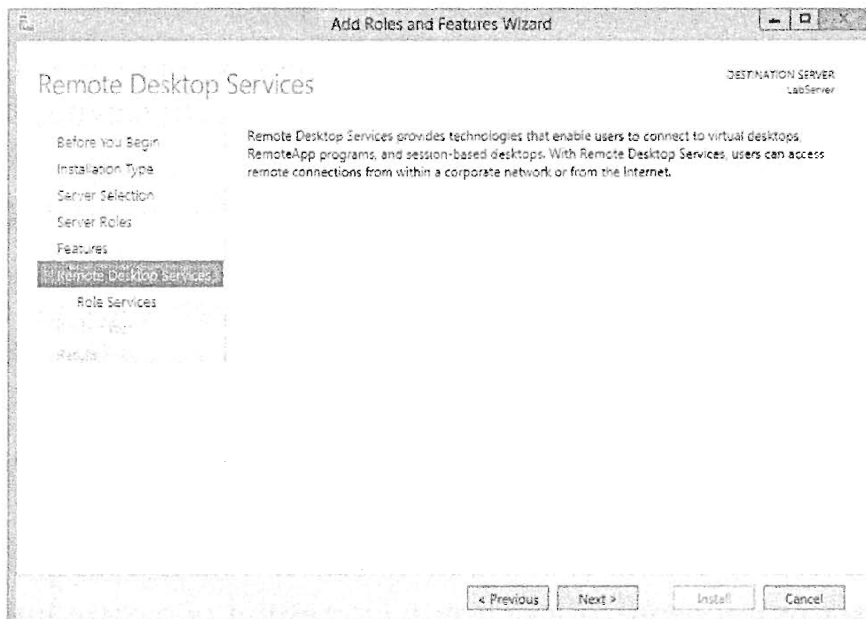 Add Roles and Features Wizard
Remote Desktop Services
DESTINATION SERVER
LabServer
Before You Begin
Installation Type
Server Selection
Server Roles
Features
Remote Desktop Services
Role Services
Results
Remote Desktop Services provides technologies that enable users to connect to virtual desktops,
RemoteApp programs, and session-based desktops. With Remote Desktop Services, users can access
remote connections from within a corporate network or from the Internet.
< Previous
Next >
Install
Cancel